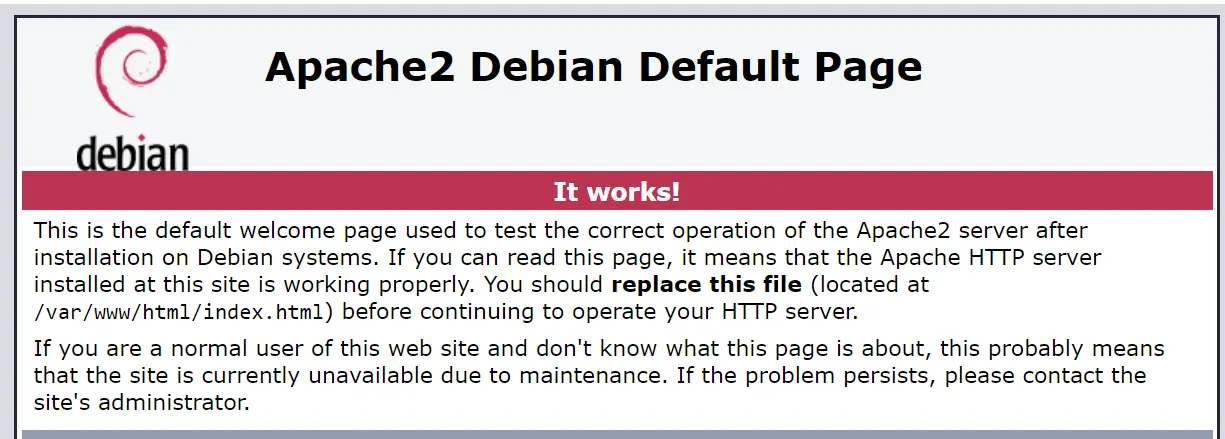 debian
Apache2 Debian Default Page
It works!
This is the default welcome page used to test the correct operation of the Apache2 server after
installation on Debian systems. If you can read this page, it means that the Apache HTTP server
installed at this site is working properly. You should replace this file (located at
/var/www/html/index.html) before continuing to operate your HTTP server.
If you are a normal user of this web site and don't know what this page is about, this probably means
that the site is currently unavailable due to maintenance. If the problem persists, please contact the
site's administrator.